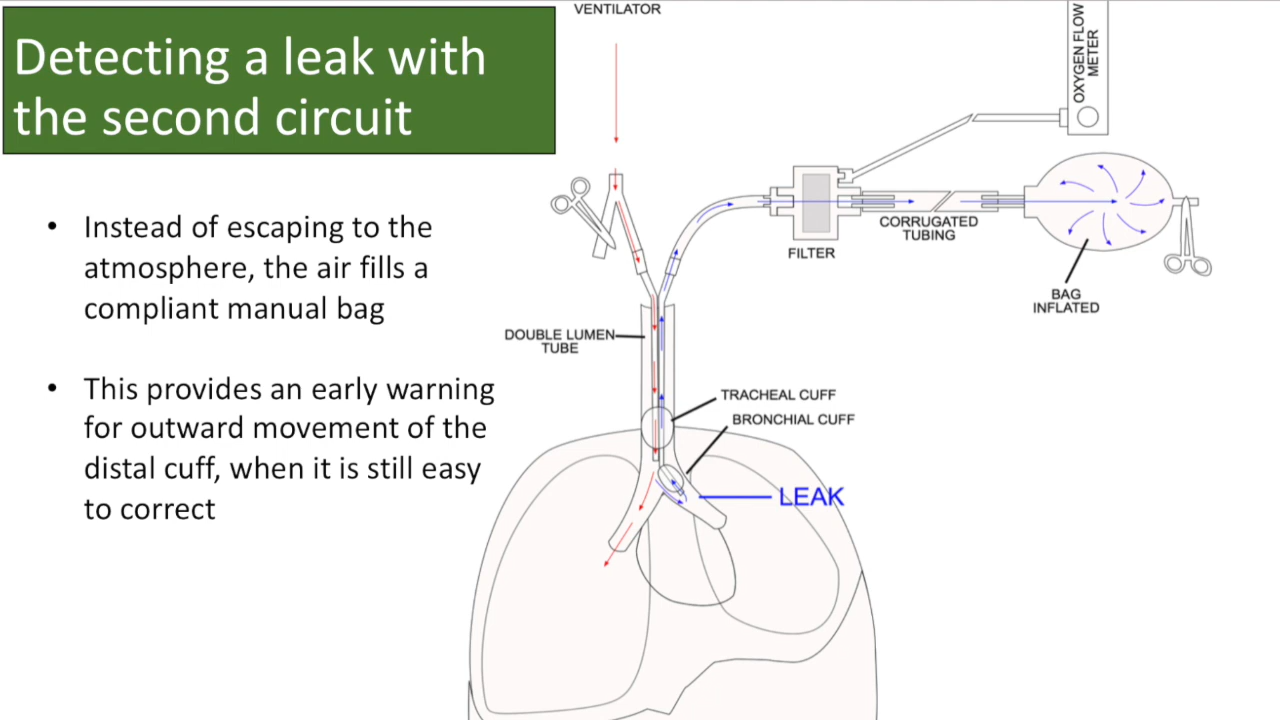 Detecting a leak with
the second circuit
• Instead of escaping to the
atmosphere, the air fills a
compliant manual bag
• This provides an early warning
for outward movement of the
distal cuff, when it is still easy
to correct
VENTILATOR
OXYGEN FLOW
METER
FILTER
CORRUGATED
TUBING
BAG
INFLATED
DOUBLE LUMEN
TUBE
TRACHEAL CUFF
BRONCHIAL CUFF
LEAK